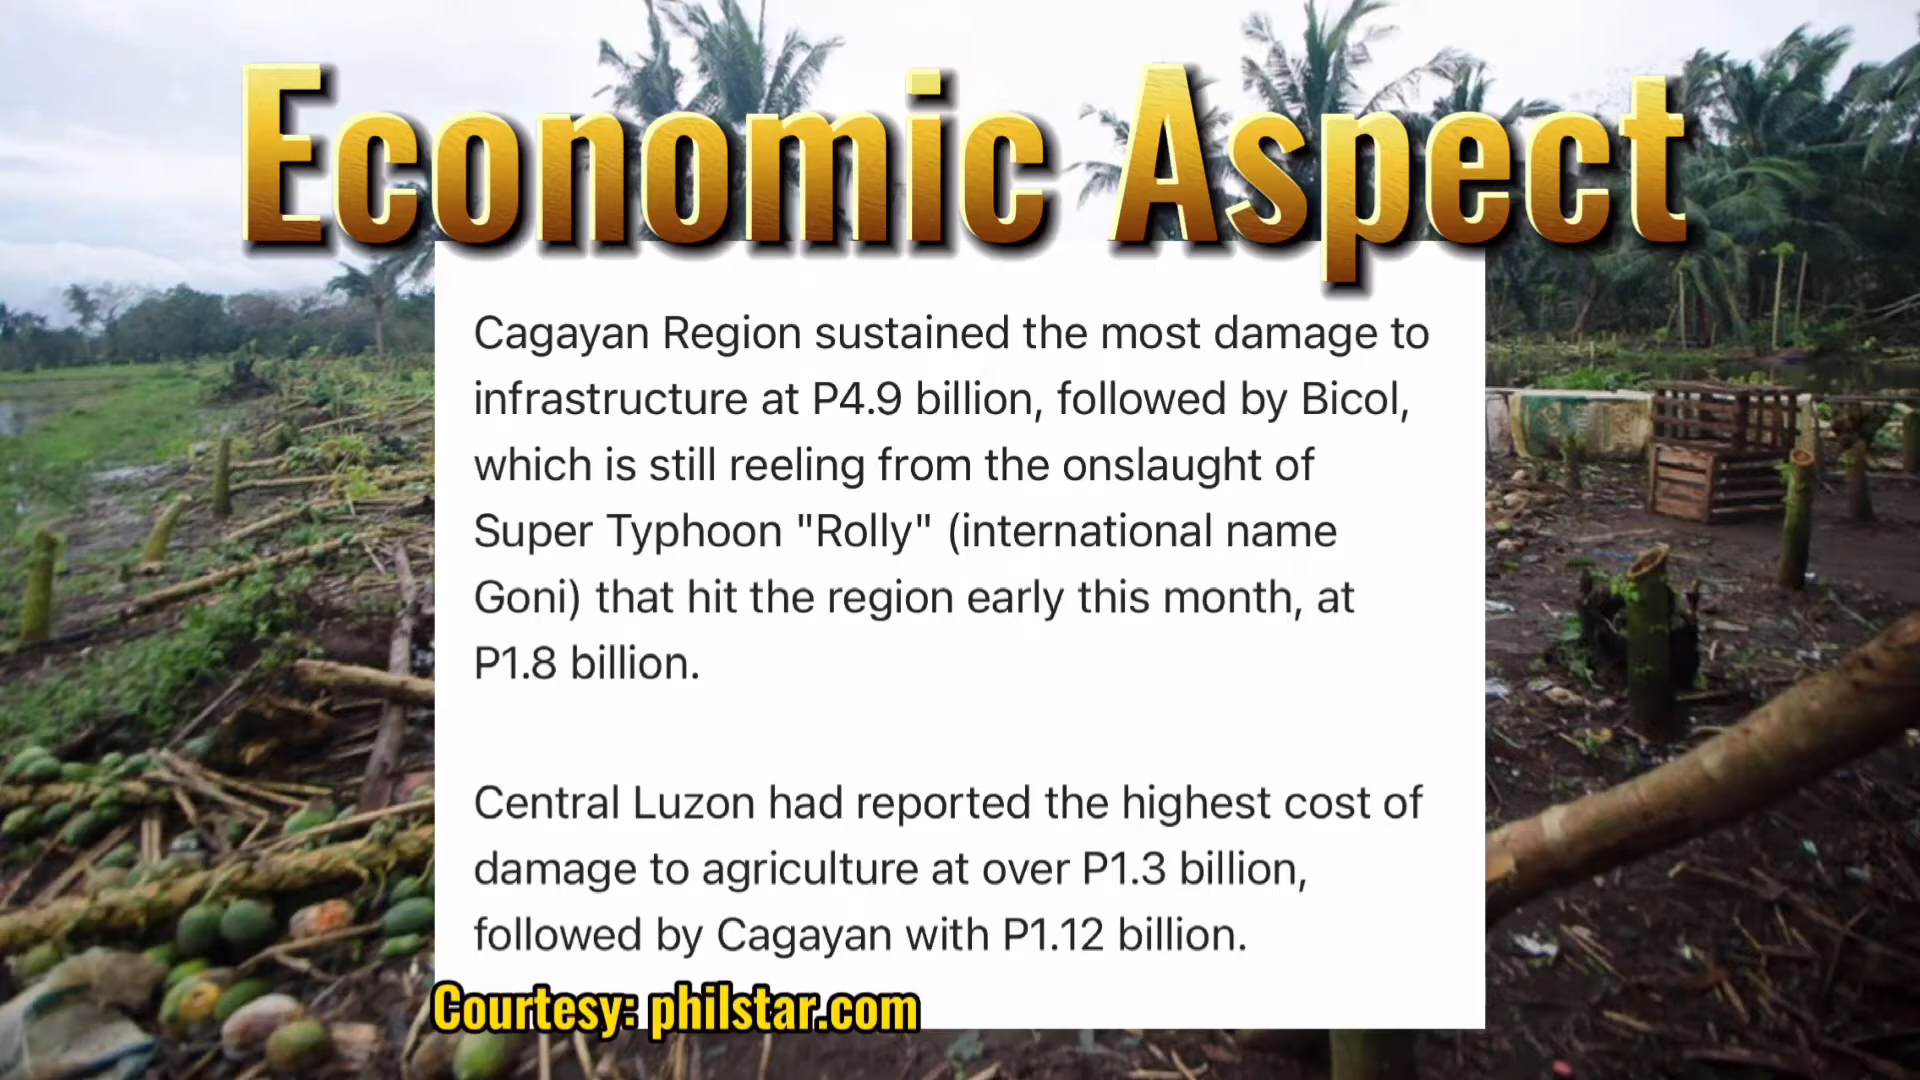 Economic Aspect
Cagayan Region sustained the most damage to
infrastructure at P4.9 billion, followed by Bicol,
which is still reeling from the onslaught of
Super Typhoon "Rolly" (international name
Goni) that hit the region early this month, at
P1.8 billion.
Central Luzon had reported the highest cost of
damage to agriculture at over P1.3 billion,
followed by Cagayan with P1.12 billion.
Courtesy: philstar.com